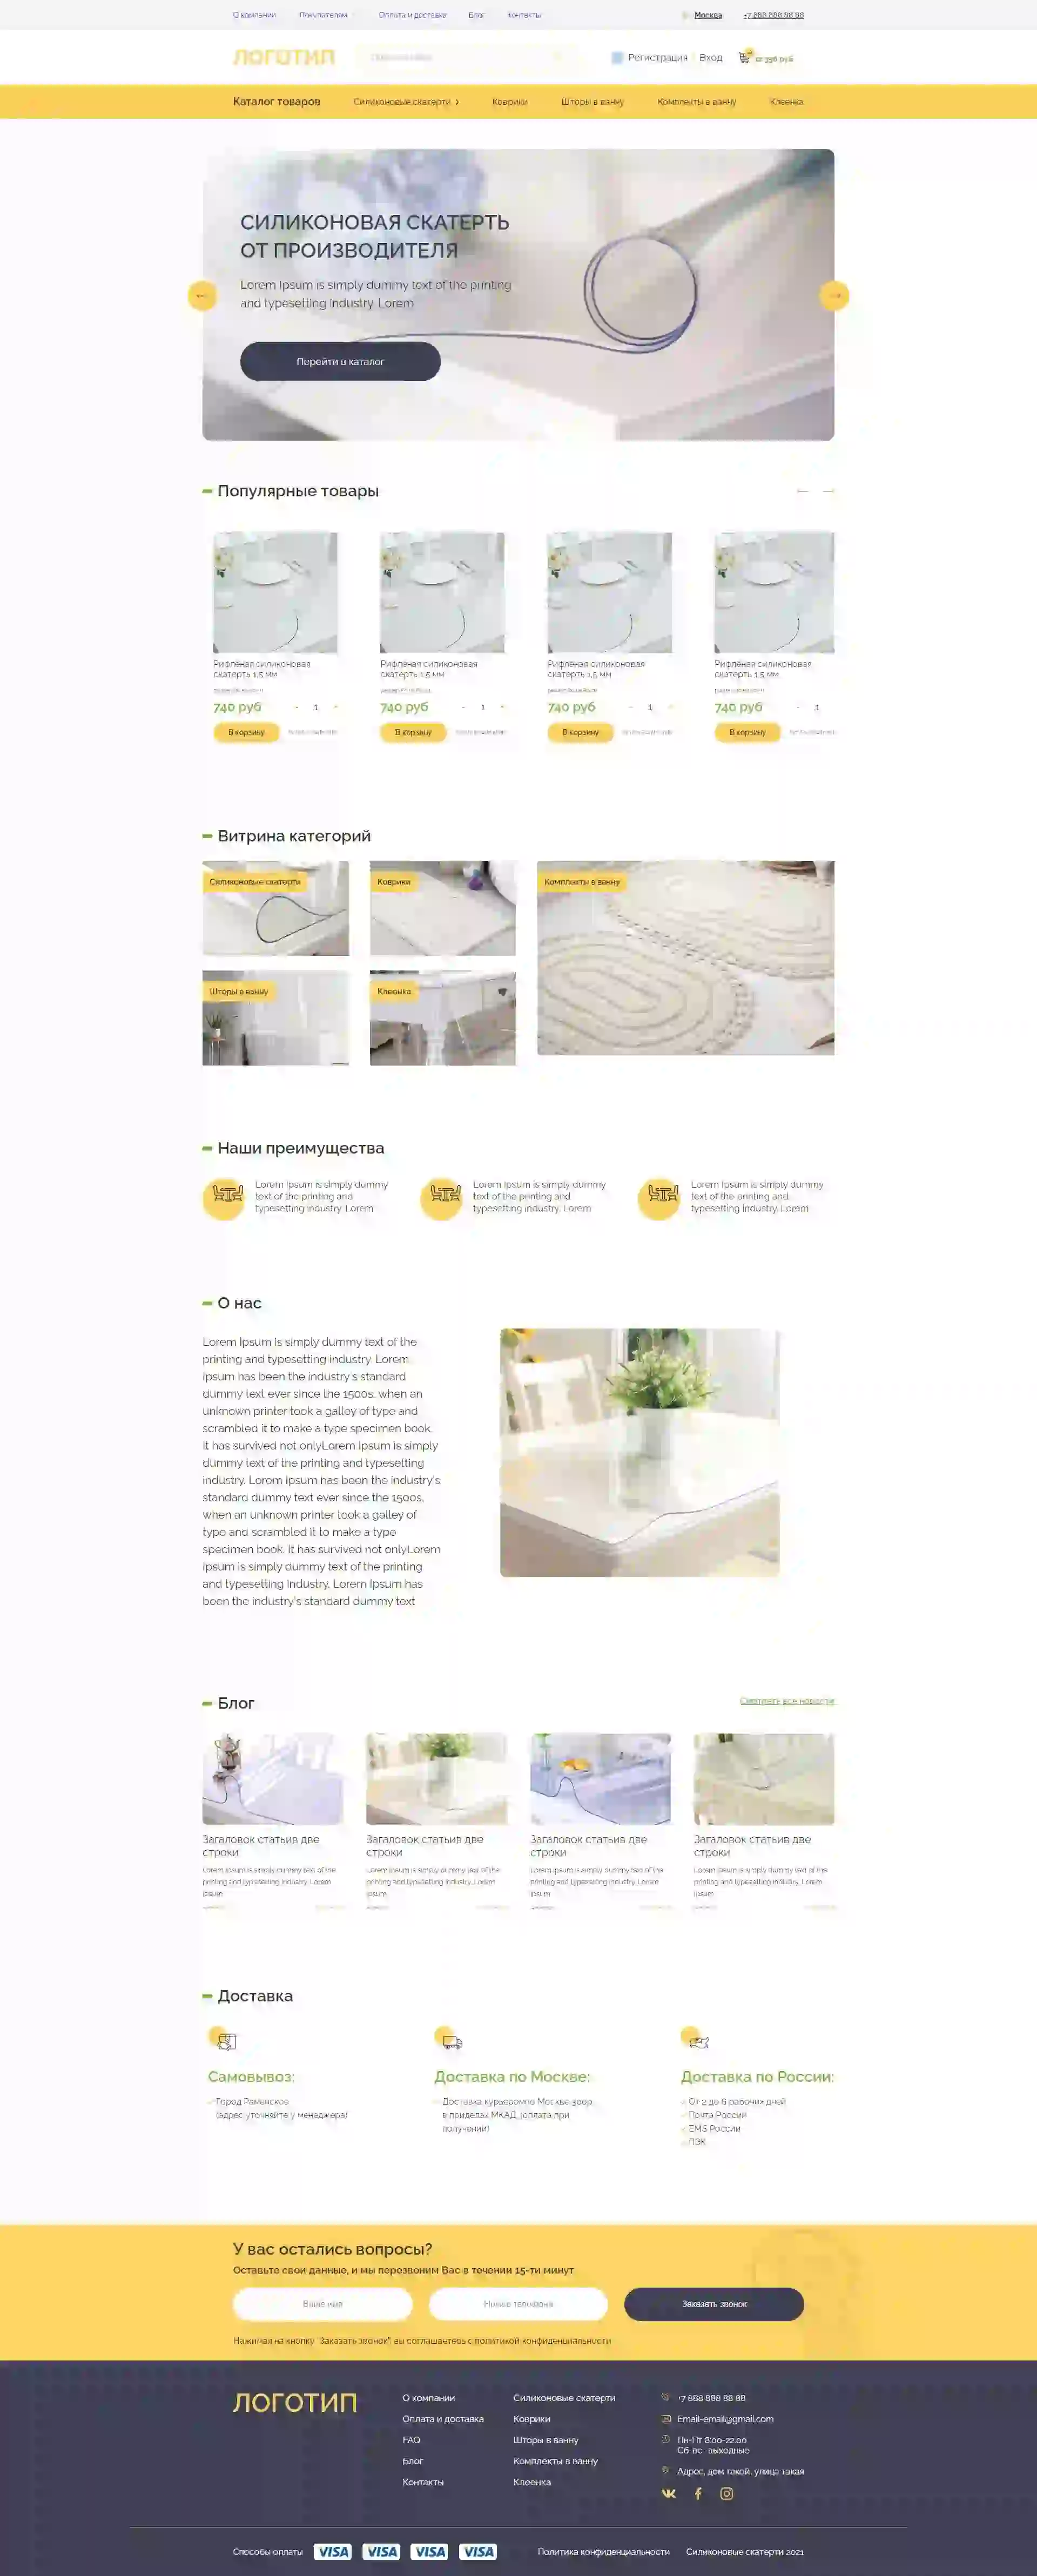 О компании Покупателям Оплата и доставка Блог Контакты Москва +7 888 888 88 88
ЛОГОТИП Регистрация Вход 12 356 руб
Каталог товаров Силиконовые скатерти Коврики Шторы в ванну Комплекты в ванну Клеенка
СИЛИКОНОВАЯ СКАТЕРТЬ
ОТ ПРОИЗВОДИТЕЛЯ
Lorem Ipsum is simply dummy text of the printing
and typesetting industry. Lorem
Перейти в каталог
Популярные товары
Рифлёная силиконовая
скатерть 1,5 мм
740 руб - 1 +
В корзину
Рифлёная силиконовая
скатерть 1,5 мм
740 руб - 1 +
В корзину
Рифлёная силиконовая
скатерть 1,5 мм
740 руб - 1 +
В корзину
Рифлёная силиконовая
скатерть 1,5 мм
740 руб - 1
В корзину
Витрина категорий
Силиконовые скатерти
Коврики
Комплекты в ванну
Шторы в ванну
Клеенка
Наши преимущества
Lorem Ipsum is simply dummy
text of the printing and
typesetting industry. Lorem
Lorem Ipsum is simply dummy
text of the printing and
typesetting industry. Lorem
Lorem Ipsum is simply dummy
text of the printing and
typesetting industry. Lorem
О нас
Lorem Ipsum is simply dummy text of the
printing and typesetting industry. Lorem
Ipsum has been the industry's standard
dummy text ever since the 1500s, when an
unknown printer took a galley of type and
scrambled it to make a type specimen book.
It has survived not onlyLorem Ipsum is simply
dummy text of the printing and typesetting
industry. Lorem Ipsum has been the industry's
standard dummy text ever since the 1500s,
when an unknown printer took a galley of
type and scrambled it to make a type
specimen book. It has survived not onlyLorem
Ipsum is simply dummy text of the printing
and typesetting industry. Lorem Ipsum has
been the industry's standard dummy text
Блог
Смотреть все новости
Загаловок статьив две
строки
Lorem Ipsum is simply dummy text of the
printing and typesetting industry. Lorem
Ipsum
Загаловок статьив две
строки
Lorem Ipsum is simply dummy text of the
printing and typesetting industry. Lorem
Ipsum
Загаловок статьив две
строки
Lorem Ipsum is simply dummy text of the
printing and typesetting industry. Lorem
Ipsum
Загаловок статьив две
строки
Lorem Ipsum is simply dummy text of the
printing and typesetting industry. Lorem
Ipsum
Доставка
Самовывоз:
Город Раменское
(адрес уточняйте у менеджера)
Доставка по Москве:
Доставка курьеромпо Москве 300р.
в приделах МКАД (оплата при
получении)
Доставка по России:
От 2 до 8 рабочих дней
Почта России
EMS России
ПЭК
У вас остались вопросы?
Оставьте свои данные, и мы перезвоним Вас в течении 15-ти минут
Ваше имя Номер телефона Заказать звонок
Нажимая на кнопку "Заказать звонок", вы соглашаетесь с политикой конфиденциальности
ЛОГОТИП
О компании
Оплата и доставка
FAQ
Блог
Контакты
Силиконовые скатерти
Коврики
Шторы в ванну
Комплекты в ванну
Клеенка
+7 888 888 88 88
Email-email@gmail.com
Пн-Пт 8:00-22:00
Сб-вс- выходные
Адрес, дом такой, улица такая
Способы оплаты VISA VISA VISA VISA Политика конфиденциальности Силиконовые скатерти 2021